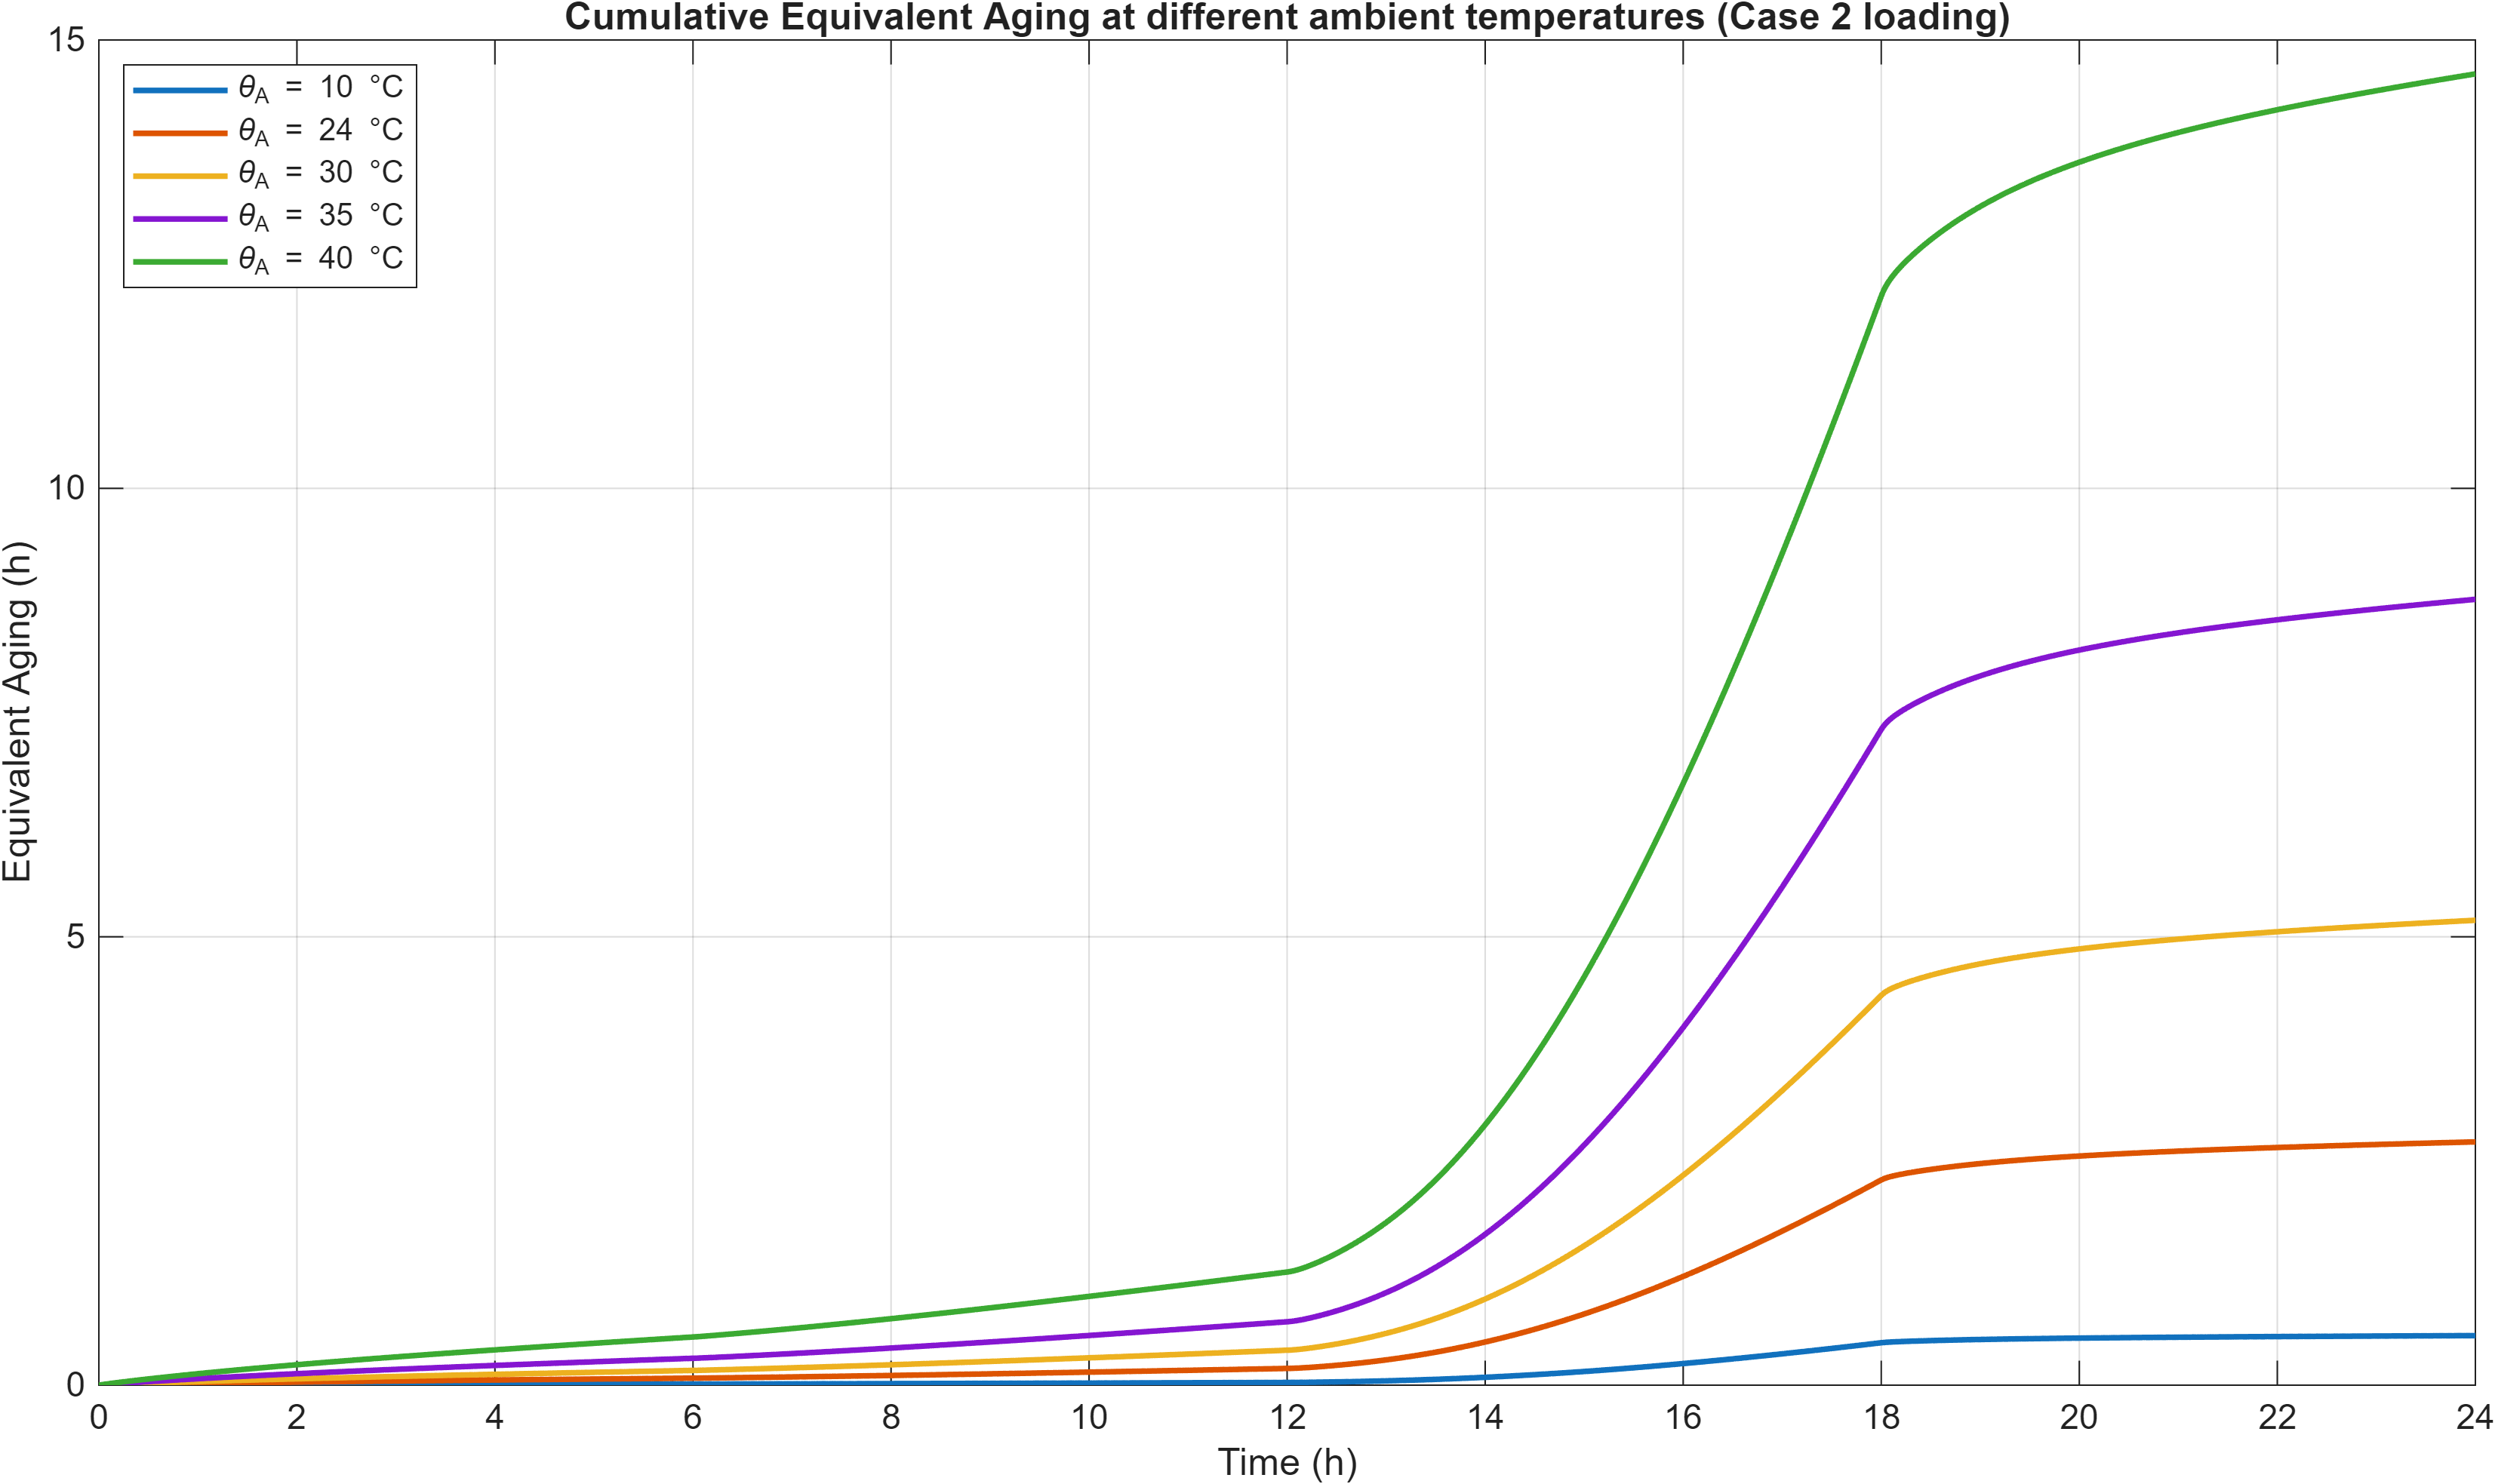 Cumulative Equivalent Aging at different ambient temperatures (Case 2 loading)
15
10
5
0
Equivalent Aging (h)
θA = 10 °C
θA = 24 °C
θA = 30 °C
θA = 35 °C
θA = 40 °C
0 2 4 6 8 10 12 14 16 18 20 22 24
Time (h)